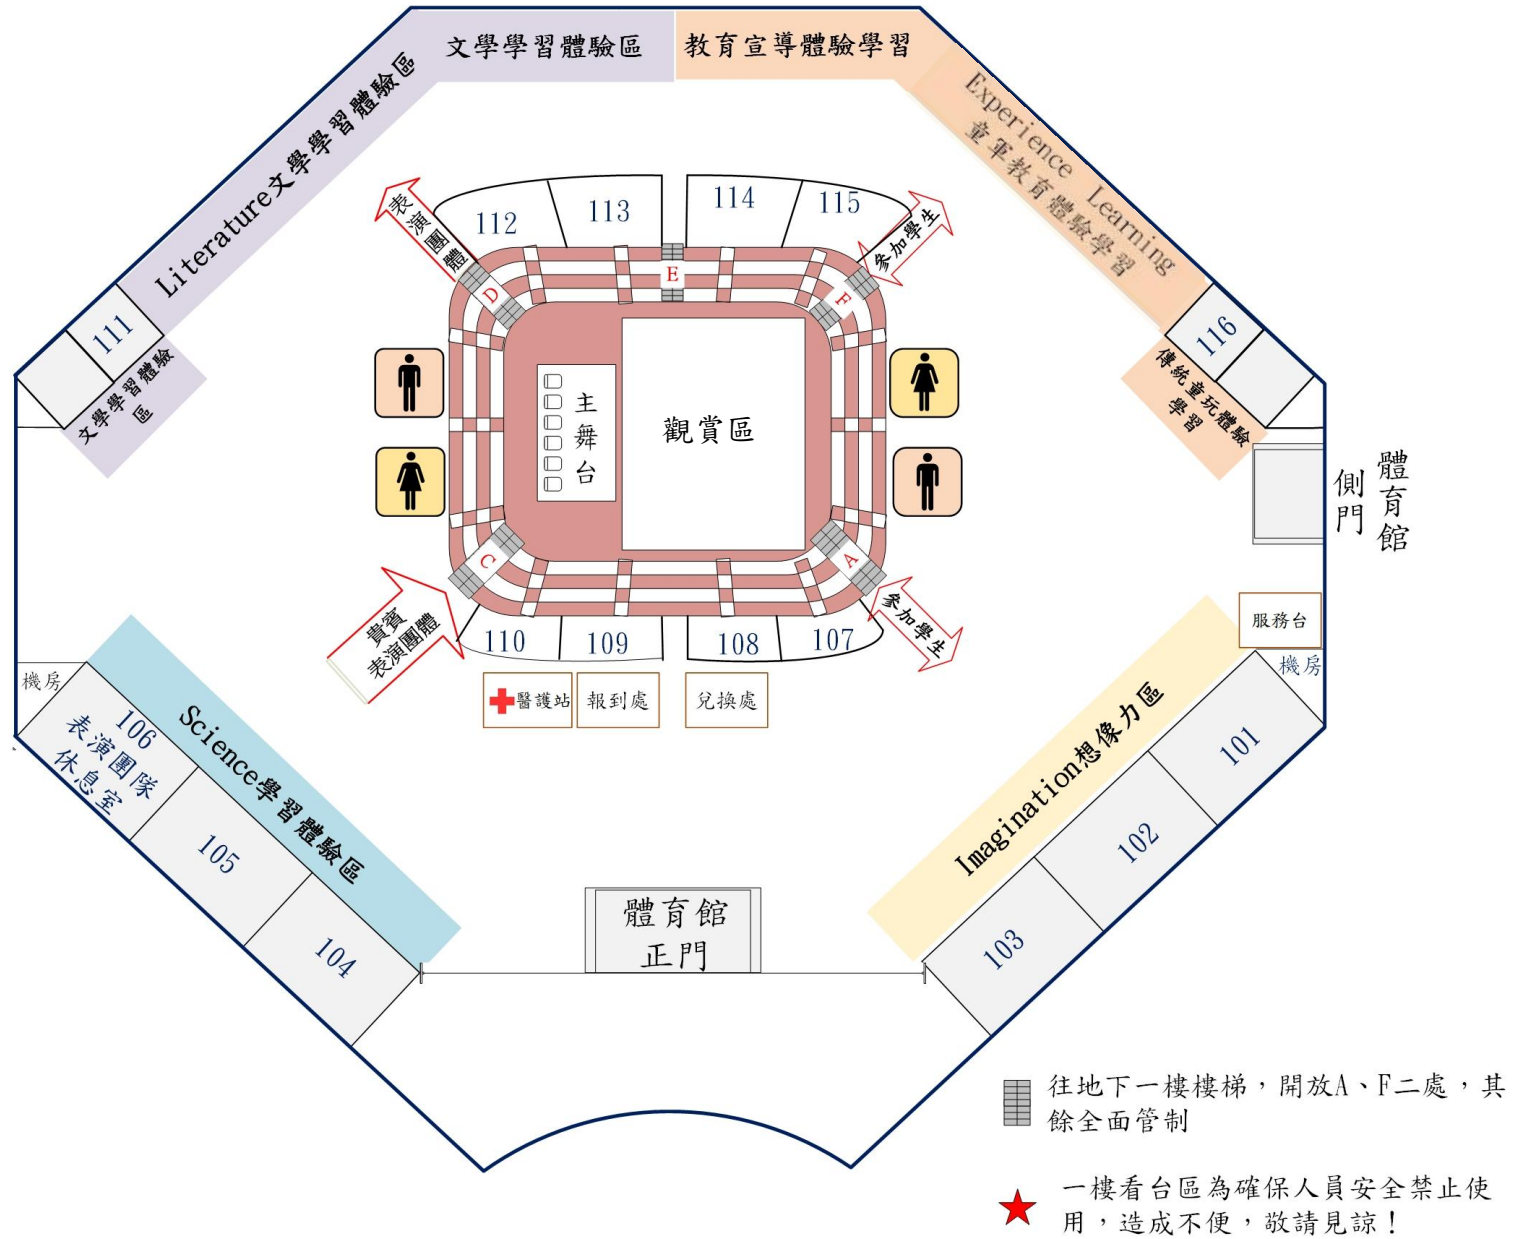 文學學習體驗區
教育宣導體驗學習
Literature文學學習體驗區
Experience Learning
童軍教育體驗學習
111
文學學習體驗
區
116
傳統童玩體驗
學習
表演
團體
112
113
114
115
參加學生
D
E
F
主舞台
觀賞區
C
A
體育館
側門
貴賓
表演團體
110
109
108
107
參加學生
醫護站
報到處
兌換處
服務台
機房
機房
Science學習體驗區
Imagination想像力區
106
表演團隊
休息室
105
104
101
102
103
體育館
正門
往地下一樓樓梯，開放A、F二處，其
餘全面管制
一樓看台區為確保人員安全禁止使
用，造成不便，敬請見諒！